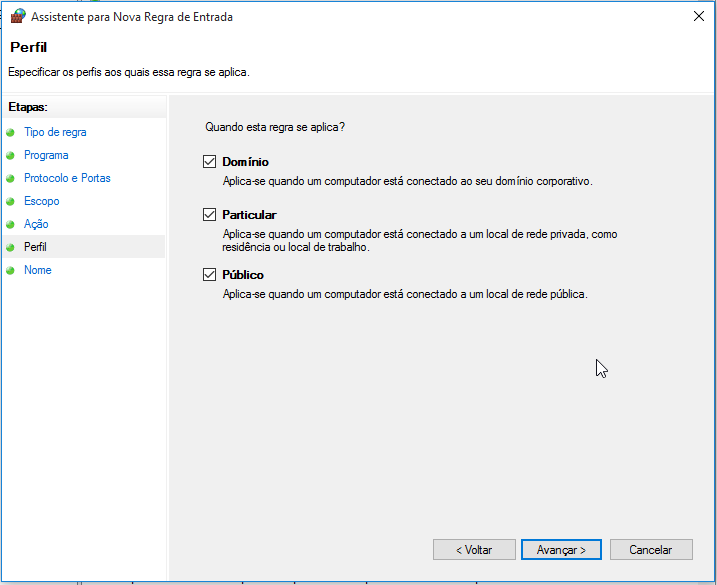 Assistente para Nova Regra de Entrada
Perfil
Especificar os perfis aos quais essa regra se aplica.
Etapas:
Tipo de regra
Programa
Protocolo e Portas
Escopo
Ação
Perfil
Nome
Quando esta regra se aplica?
Domínio
Aplica-se quando um computador está conectado ao seu domínio corporativo.
Particular
Aplica-se quando um computador está conectado a um local de rede privada, como
residência ou local de trabalho.
Público
Aplica-se quando um computador está conectado a um local de rede pública.
< Voltar
Avançar >
Cancelar